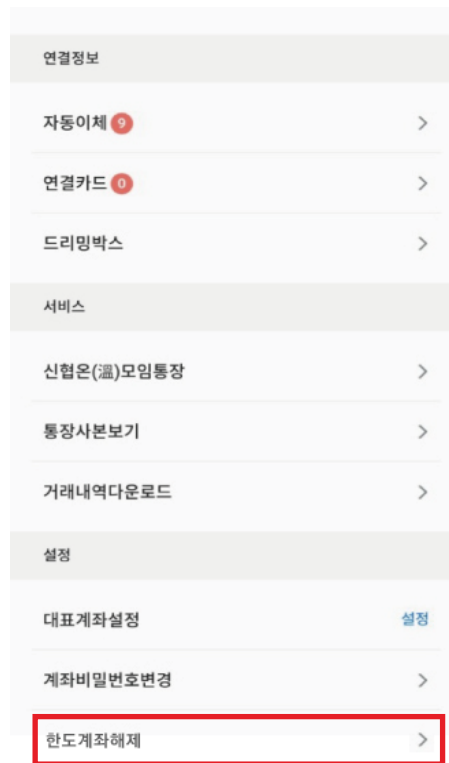 연결정보
자동이체 9
연결카드 0
드리밍박스
서비스
신협온(溫)모임통장
통장사본보기
거래내역다운로드
설정
대표계좌설정 설정
계좌비밀번호변경
한도계좌해제